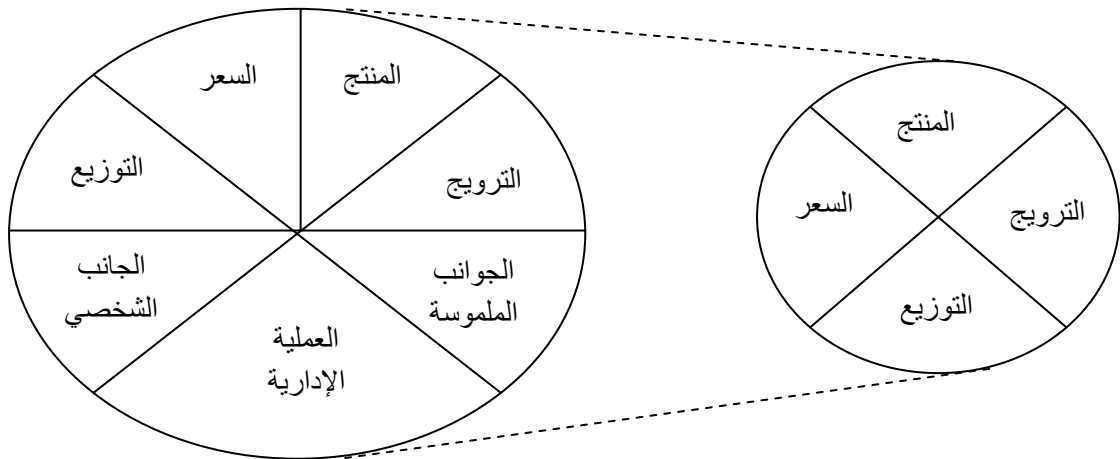 المنتج
السعر
الترويج
التوزيع
المنتج
السعر
الترويج
التوزيع
الجوانب
الملموسة
الجانب
الشخصي
العملية
الإدارية